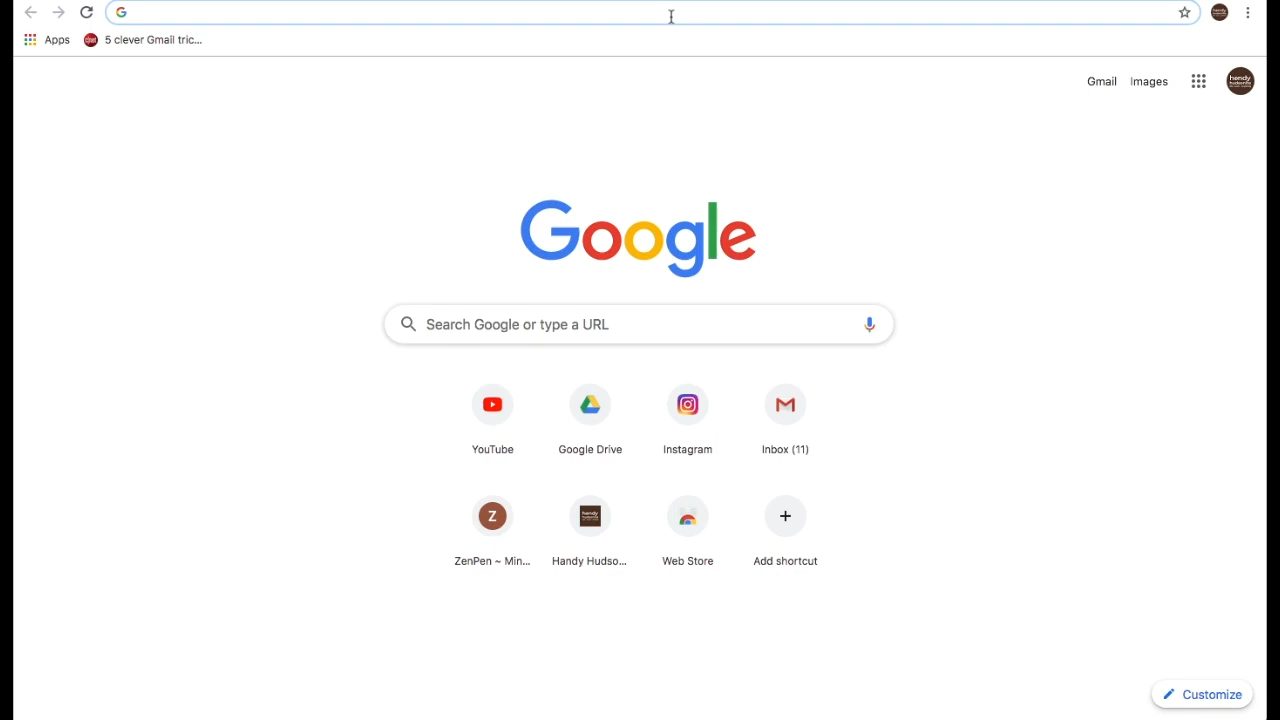 Apps 5 clever Gmail tric...
Gmail Images
Google
Search Google or type a URL
YouTube Google Drive Instagram Inbox (11)
Z
ZenPen ~ Min... Handy Hudso... Web Store Add shortcut
Customize